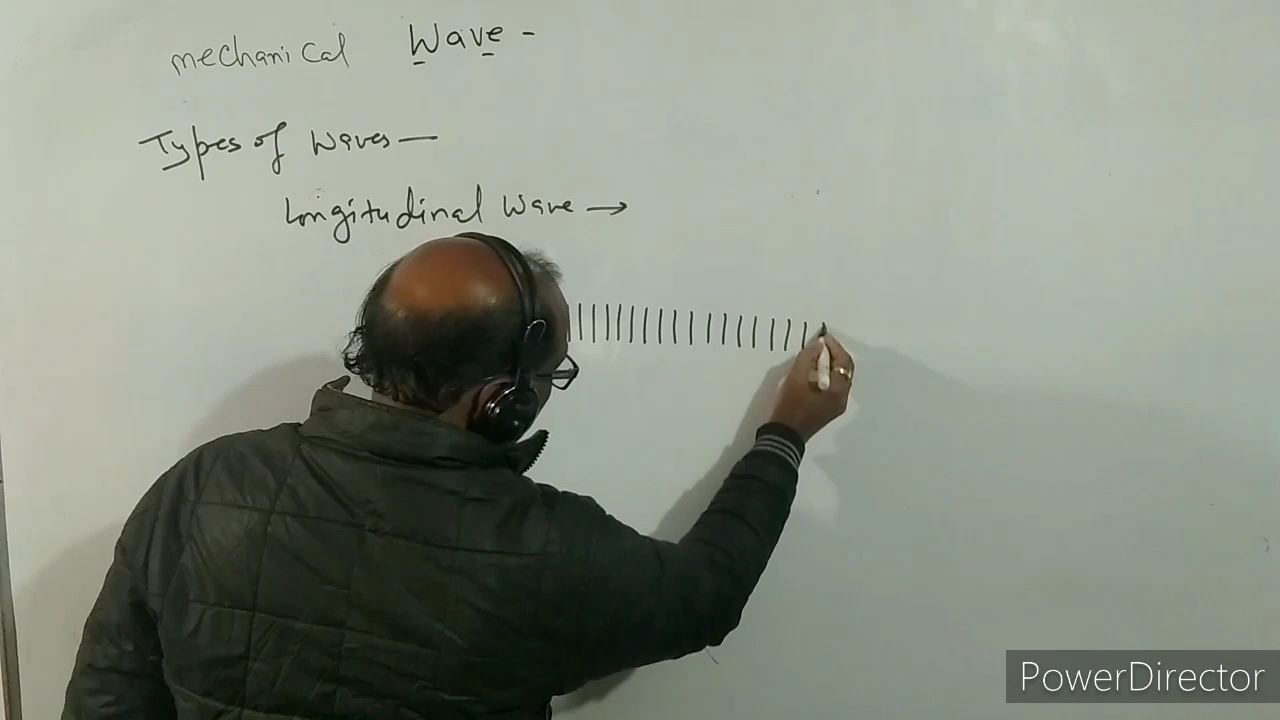 mechanical Wave -
Types of Waves —
Longitudinal Wave →
PowerDirector